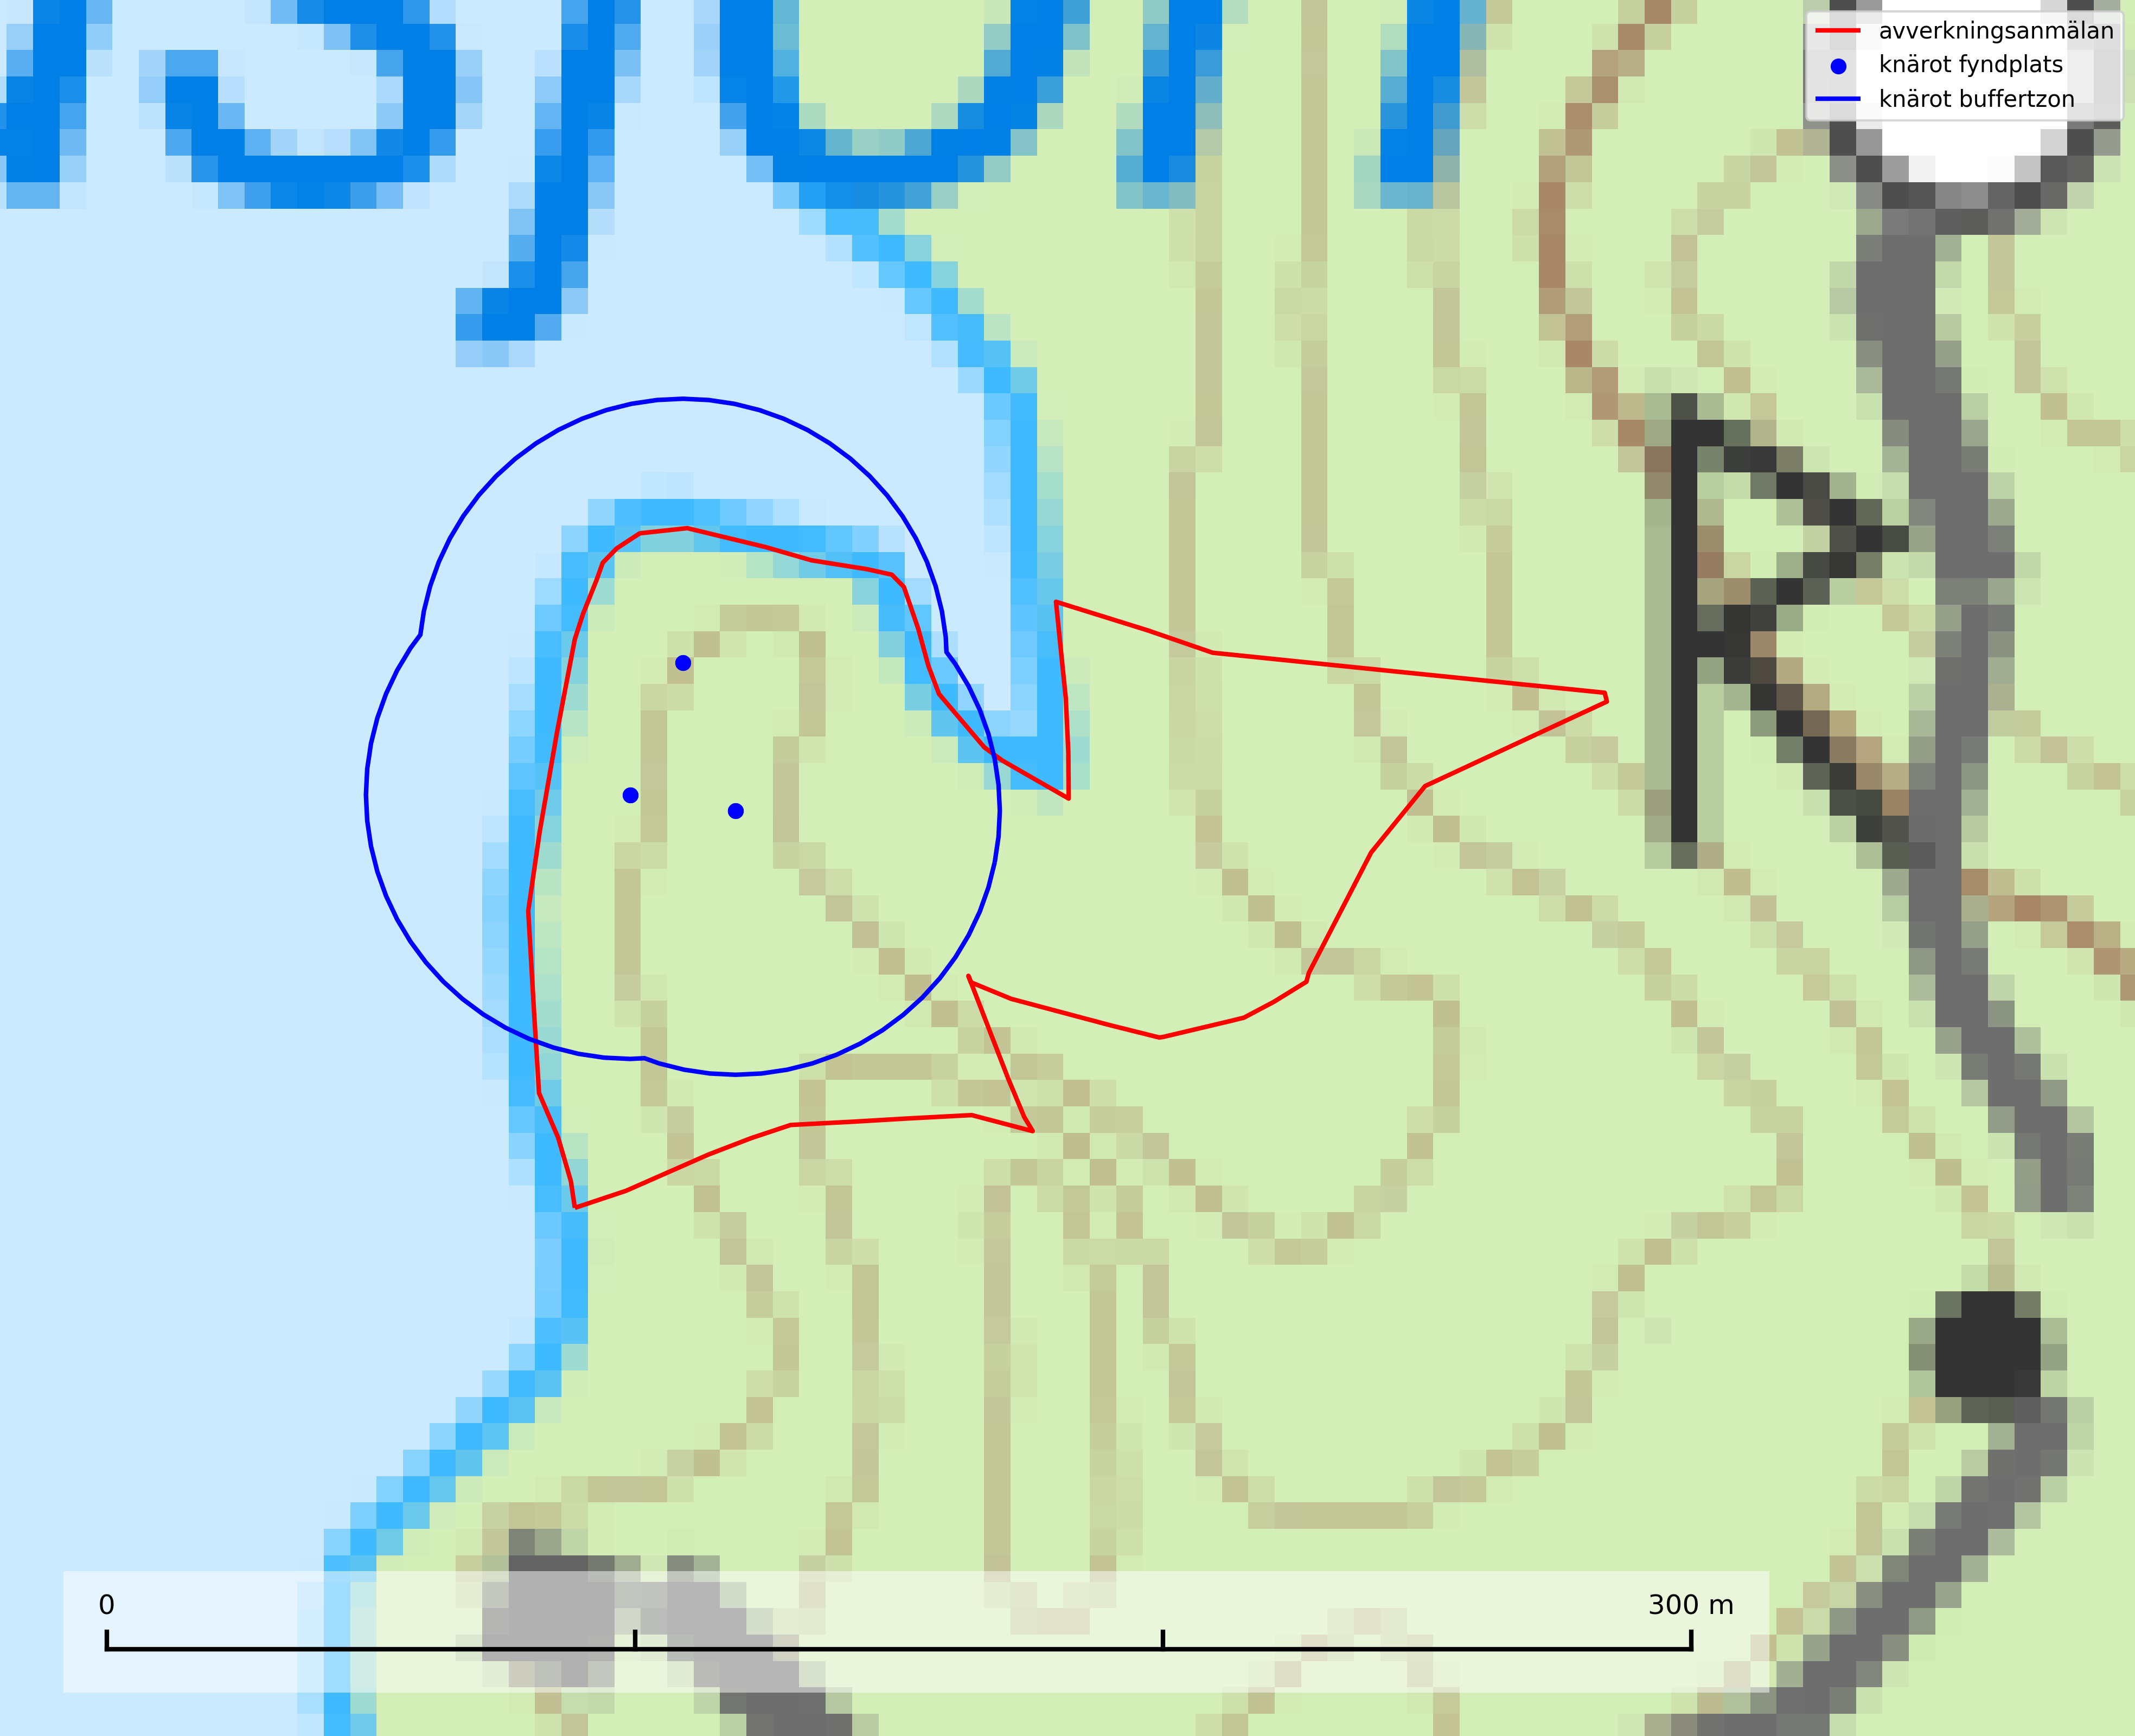 avverkningsanmälan
knärot fyndplats
knärot buffertzon
0
300 m